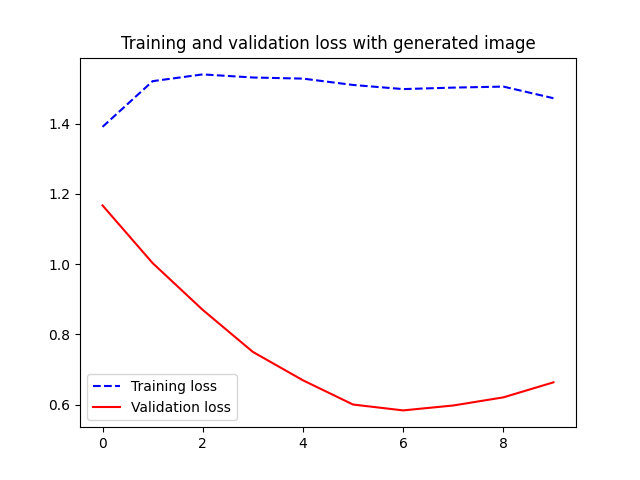 Training and validation loss with generated image
1.4
1.2
1.0
0.8
0.6
Training loss
Validation loss
0 2 4 6 8